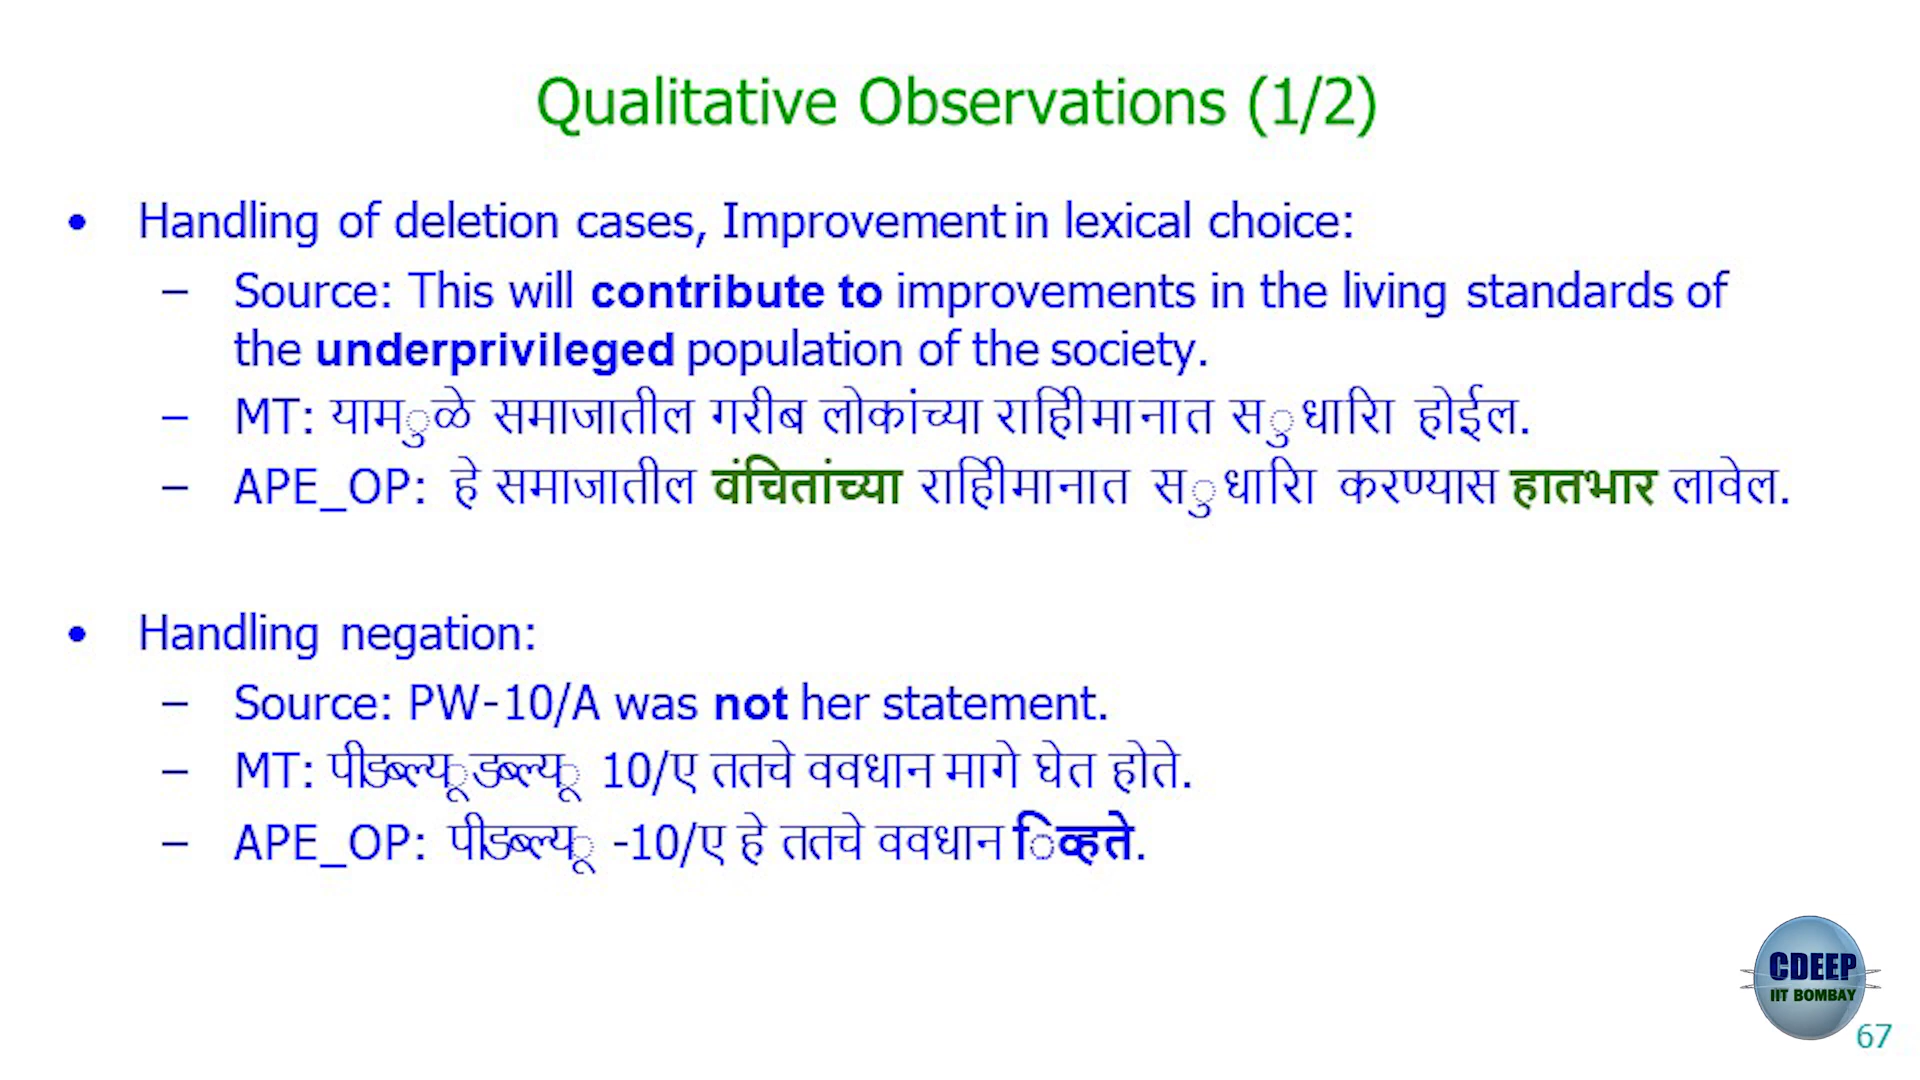 Qualitative Observations (1/2)
• Handling of deletion cases, Improvement in lexical choice:
– Source: This will contribute to improvements in the living standards of
the underprivileged population of the society.
– MT: याम ुळे समाजातील गरीब लोकांच्या राहिीमानात स ुधारिा होईल.
– APE_OP: हे समाजातील वंचितांच्या राहिीमानात स ुधारिा करण्यास हातभार लावेल.
• Handling negation:
– Source: PW-10/A was not her statement.
– MT: पीडब्ल्य ूडब्ल्य ू 10/ए ततचे ववधान मागे घेत होते.
– APE_OP: पीडब्ल्य ू -10/ए हे ततचे ववधान िव्हते.
CDEEP
IIT BOMBAY
67